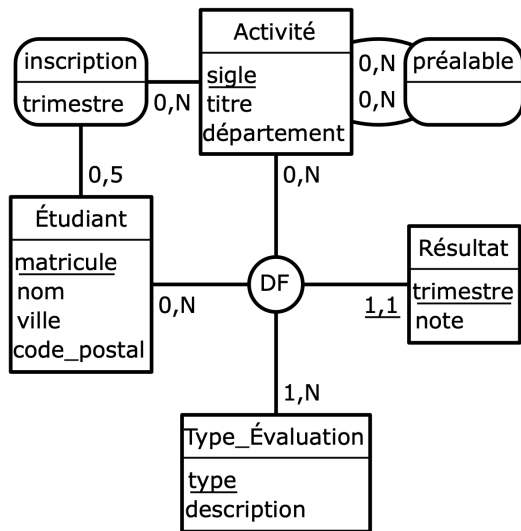 Activité
sigle
titre
département
inscription
trimestre
préalable
0,N
0,N
0,N
0,5
0,N
Étudiant
matricule
nom
ville
code_postal
DF
0,N
Résultat
trimestre
note
1,1
1,N
Type_Évaluation
type
description